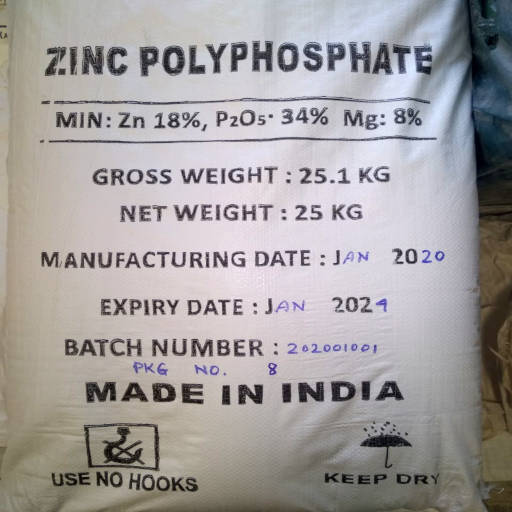 ZINC POLYPHOSPHATE
MIN: Zn 18%, P2O5· 34% Mg: 8%
GROSS WEIGHT : 25.1 KG
NET WEIGHT : 25 KG
MANUFACTURING DATE : JAN 2020
EXPIRY DATE : JAN 2024
BATCH NUMBER : 202001001
PKG NO. 8
MADE IN INDIA
USE NO HOOKS
KEEP DRY